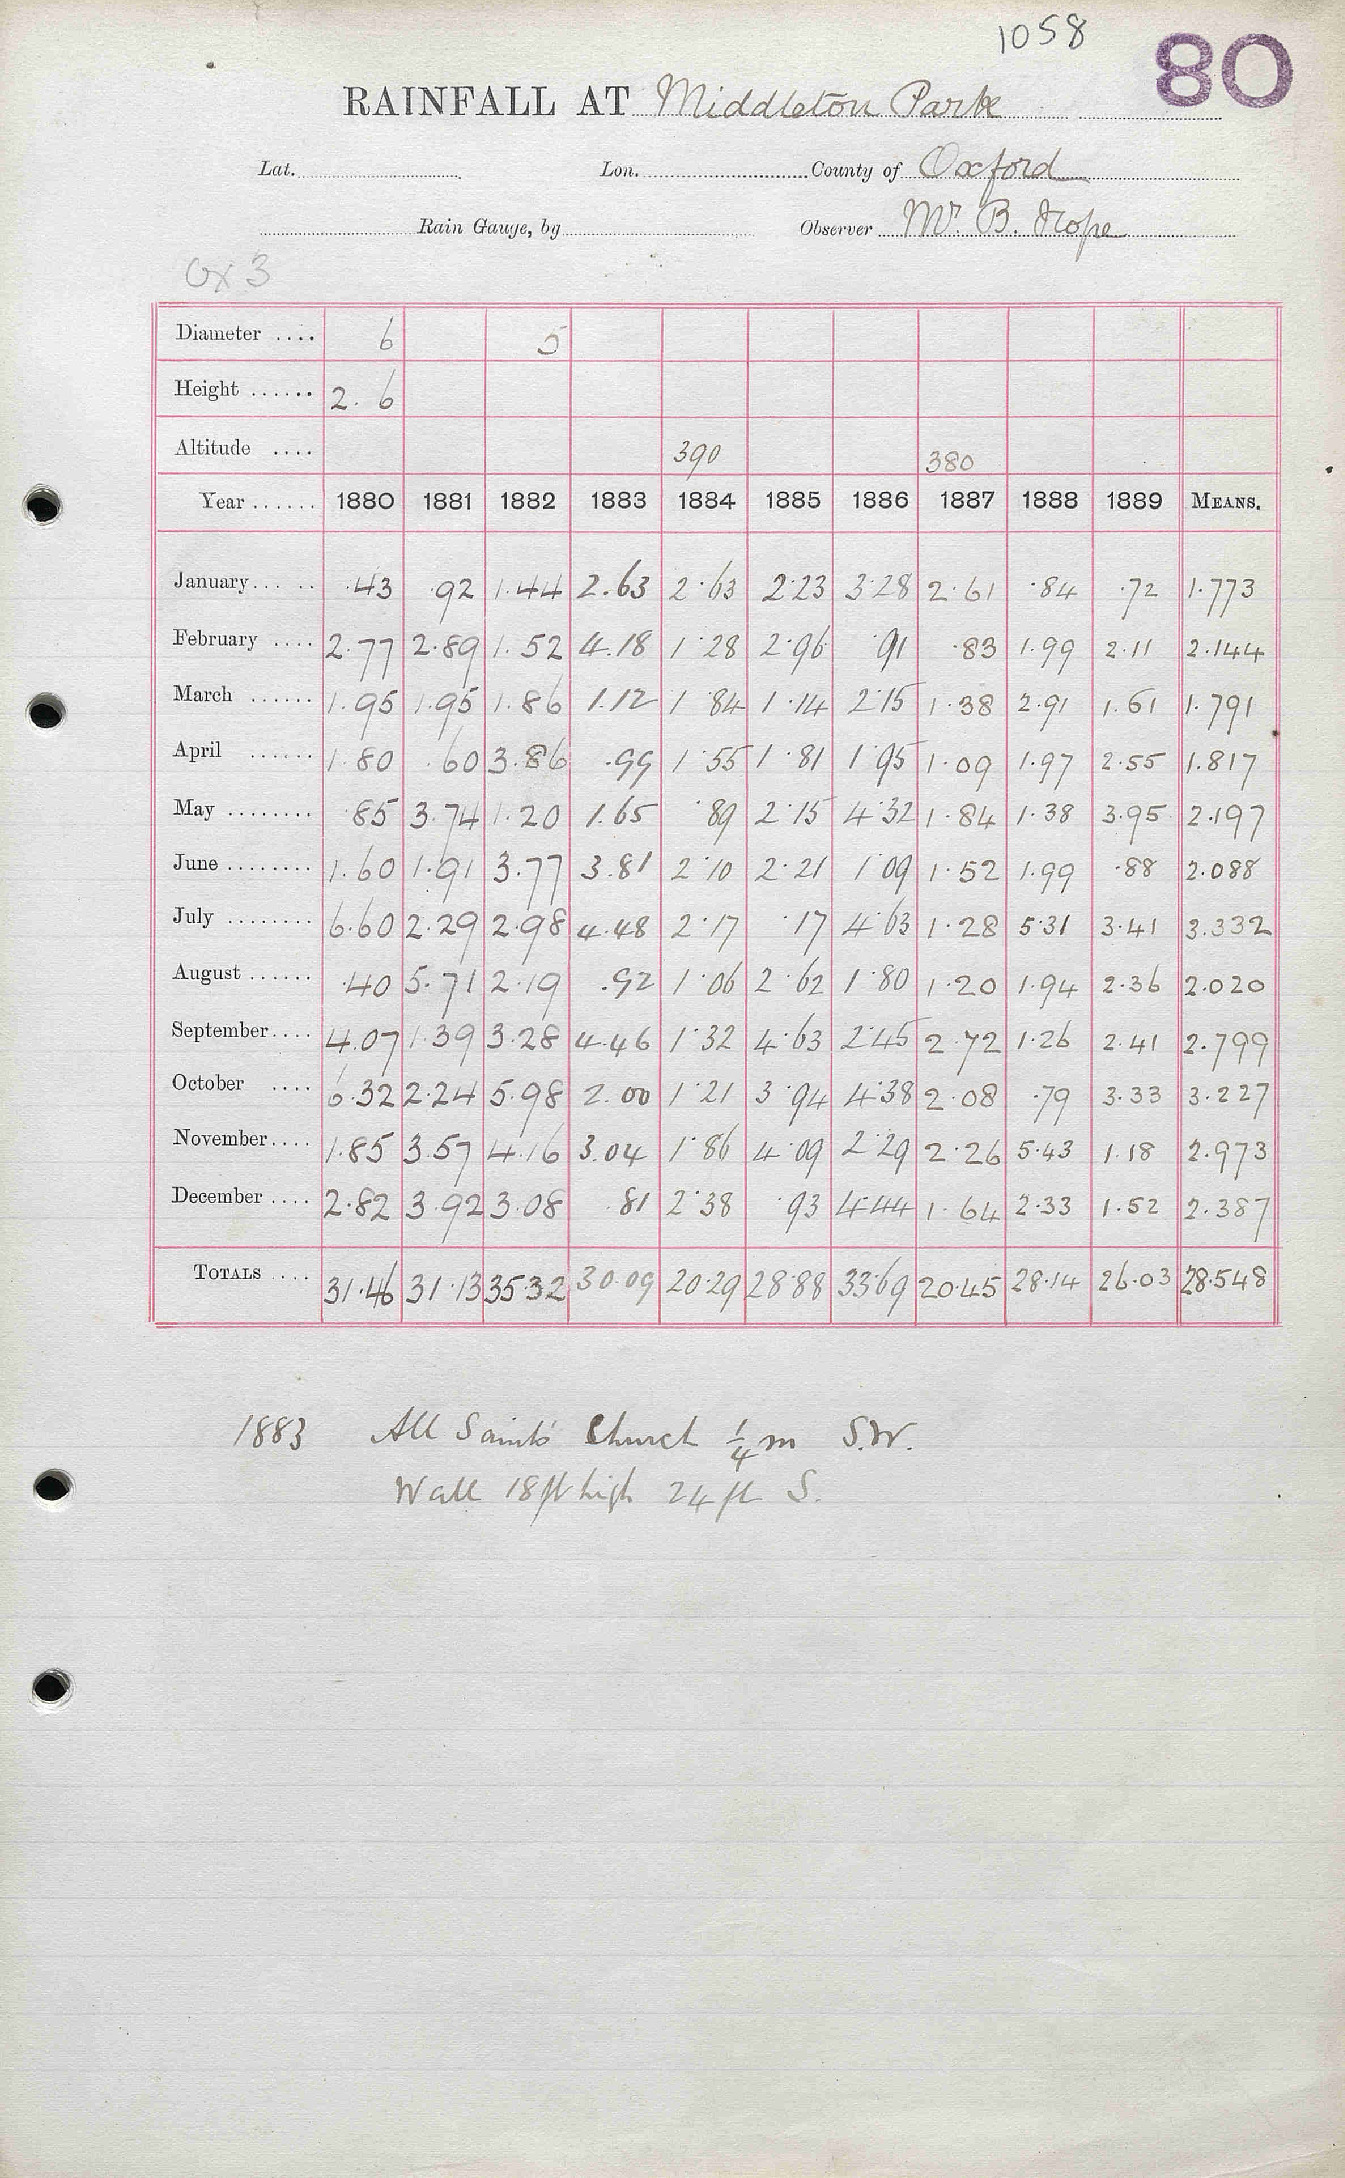 1058
80
RAINFALL AT Middleton Park
Lat. Lon. County of Oxford
Rain Gauge, by Observer Mr. B. Hope
Ox 3
Diameter .... 6 5
Height ...... 2.6
Altitude .... 390 380
Year ...... 1880 1881 1882 1883 1884 1885 1886 1887 1888 1889 MEANS.
January..... .43 .92 1.44 2.63 2.63 2.23 3.28 2.61 .84 .72 1.773
February .... 2.77 2.89 1.52 4.18 1.28 2.96 .91 .83 1.99 2.11 2.144
March ...... 1.95 1.95 1.86 1.12 1.84 1.14 2.15 1.38 2.91 1.61 1.791
April ...... 1.80 .60 3.86 .99 1.55 1.81 1.95 1.09 1.97 2.55 1.817
May ........ .85 3.74 1.20 1.65 .89 2.15 4.32 1.84 1.38 3.95 2.197
June ........ 1.60 1.91 3.77 3.81 2.10 2.21 1.09 1.52 1.99 .88 2.088
July ........ 6.60 2.29 2.98 4.48 2.17 .17 4.63 1.28 5.31 3.41 3.332
August ...... .40 5.71 2.19 .92 1.06 2.62 1.80 1.20 1.94 2.36 2.020
September.... 4.07 1.39 3.28 4.46 1.32 4.63 2.45 2.72 1.26 2.41 2.799
October .... 6.32 2.24 5.98 2.00 1.21 3.94 4.38 2.08 .79 3.33 3.227
November.... 1.85 3.57 4.16 3.04 1.86 4.09 2.29 2.26 5.43 1.18 2.973
December .... 2.82 3.92 3.08 .81 2.38 .93 4.44 1.64 2.33 1.52 2.387
TOTALS .... 31.46 31.13 35.32 30.09 20.29 28.88 33.69 20.45 28.14 26.03 28.548
1883 All Saints Church 1/4 m S.W.
Wall 18 ft high 24 ft S.